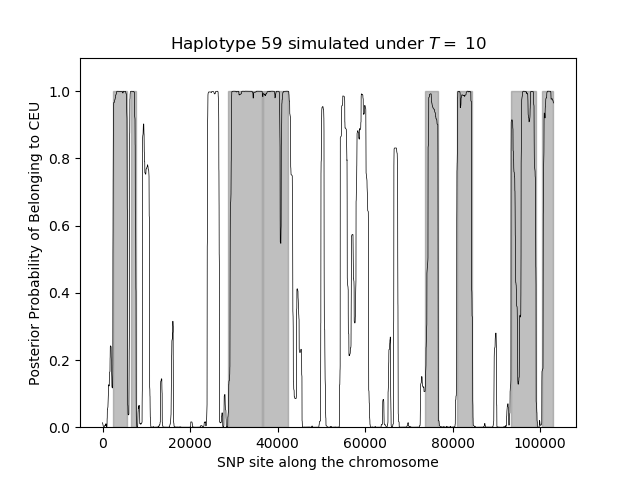 Haplotype 59 simulated under T = 10
Posterior Probability of Belonging to CEU
1.0
0.8
0.6
0.4
0.2
0.0
0 20000 40000 60000 80000 100000
SNP site along the chromosome